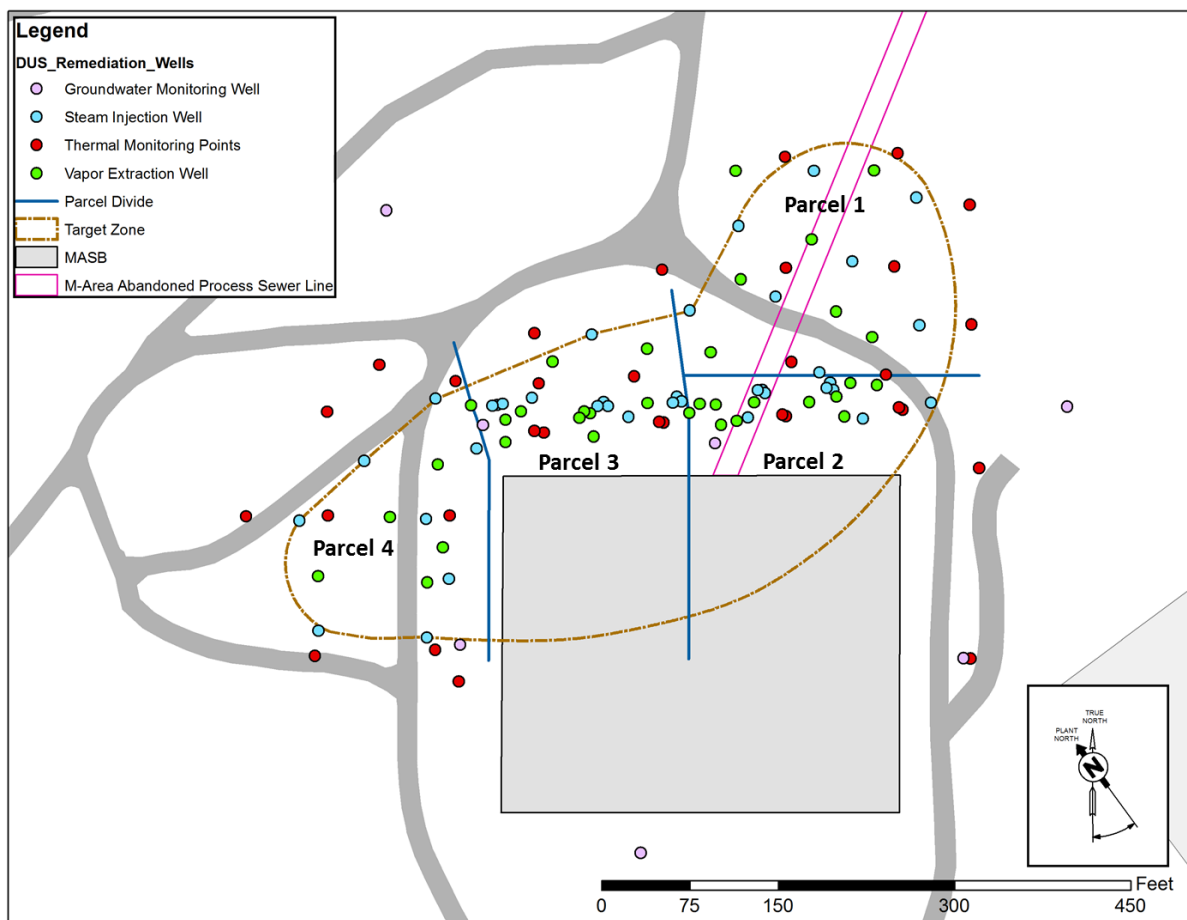 Legend
DUS_Remediation_Wells
Groundwater Monitoring Well
Steam Injection Well
Thermal Monitoring Points
Vapor Extraction Well
Parcel Divide
Target Zone
MASB
M-Area Abandoned Process Sewer Line
Parcel 1
Parcel 3
Parcel 2
Parcel 4
TRUE
NORTH
PLANT
NORTH
N
Feet
0 75 150 300 450